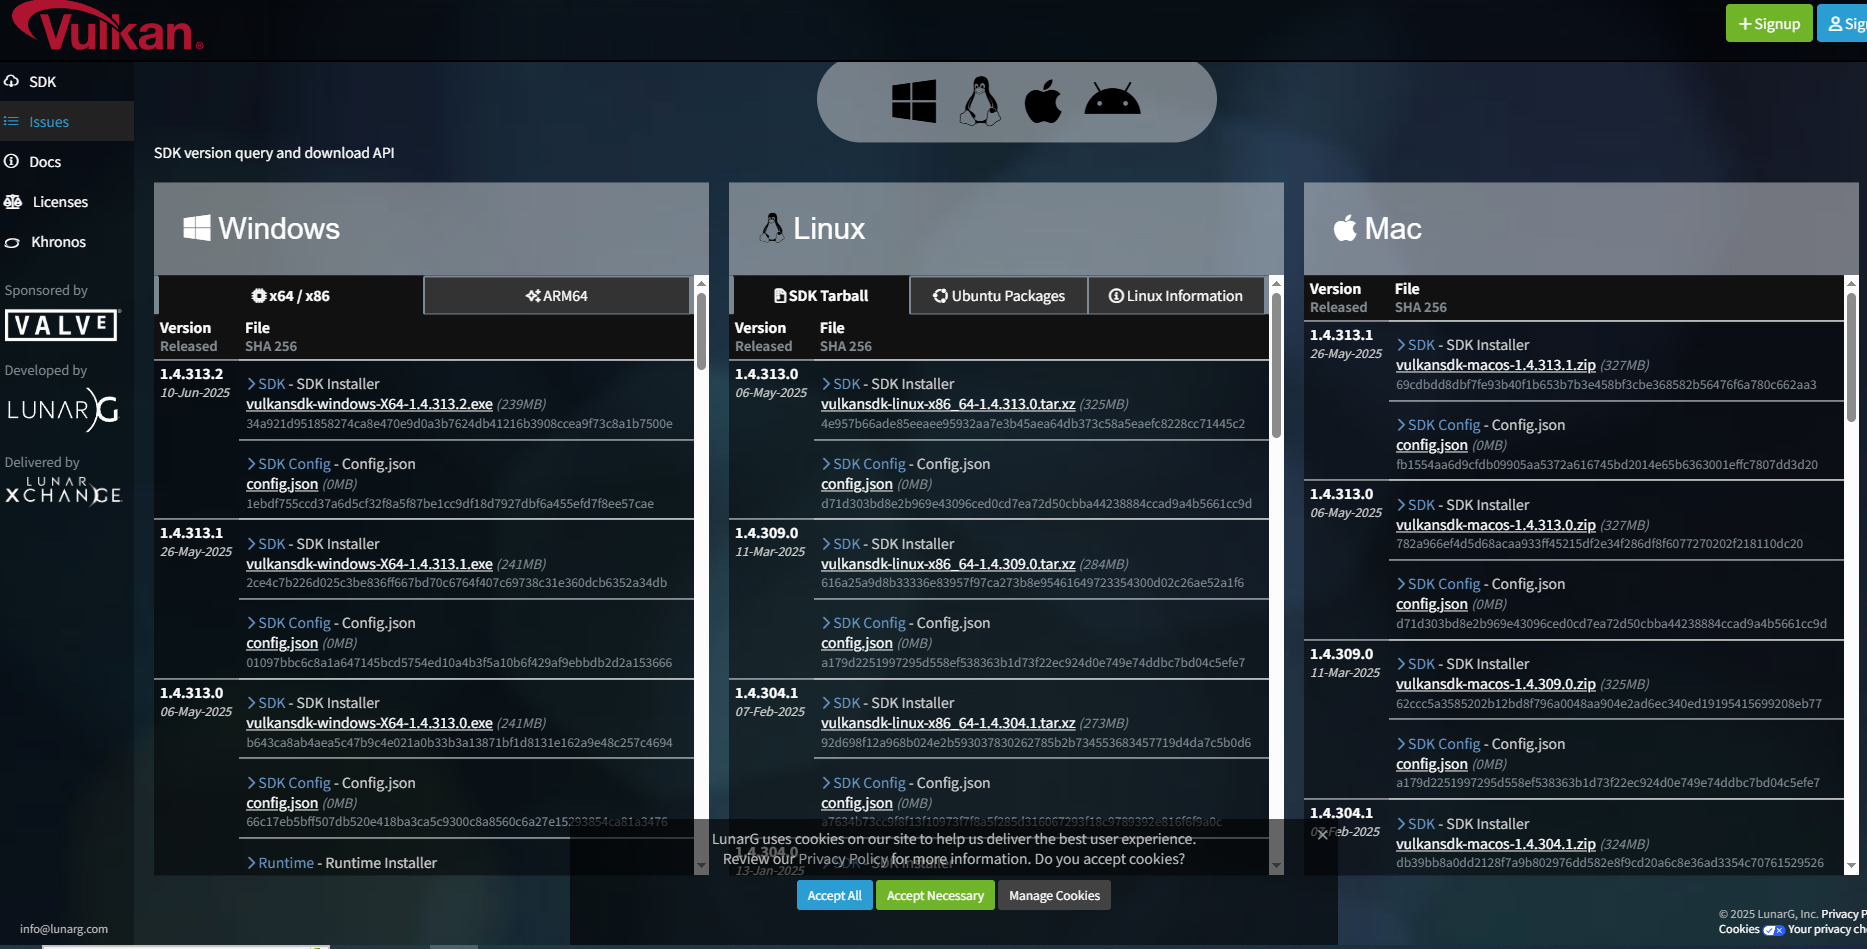 Vulkan®
Signup
Sig
SDK
Issues
Docs
Licenses
Khronos
Sponsored by
VALVE®
Developed by
LUNARG
Delivered by
LUNAR
XCHANGE
info@lunarg.com
SDK version query and download API
Windows
x64 / x86
ARM64
Version
Released
File
SHA 256
1.4.313.2
10-Jun-2025
SDK - SDK Installer
vulkansdk-windows-X64-1.4.313.2.exe (239MB)
34a921d951858274ca8e470e9d0a3b7624db41216b3908ccea9f73c8a1b7500e
SDK Config - Config.json
config.json (0MB)
1ebdf755ccd37a6d5cf32f8a5f87be1cc9df18d7927dbf6a455efd7f8ee57cae
1.4.313.1
26-May-2025
SDK - SDK Installer
vulkansdk-windows-X64-1.4.313.1.exe (241MB)
2ce4c7b226d025c3be836ff667bd70c6764f407c69738c31e360dcb6352a34db
SDK Config - Config.json
config.json (0MB)
01097bbc6c8a1a647145bcd5754ed10a4b3f5a10b6f429af9ebbdb2d2a153666
1.4.313.0
06-May-2025
SDK - SDK Installer
vulkansdk-windows-X64-1.4.313.0.exe (241MB)
b643ca8ab4aea5c47b9c4e021a0b33b3a13871bf1d8131e162a9e48c257c4694
SDK Config - Config.json
config.json (0MB)
66c17eb5bff507db520e418ba3ca5c9300c8a8560c6a27e15293854ca81a3476
Runtime - Runtime Installer
Linux
SDK Tarball
Ubuntu Packages
Linux Information
Version
Released
File
SHA 256
1.4.313.0
06-May-2025
SDK - SDK Installer
vulkansdk-linux-x86_64-1.4.313.0.tar.xz (325MB)
4e957b66ade85eeaee95932aa7e3b45aea64db373c58a5eaefc8228cc71445c2
SDK Config - Config.json
config.json (0MB)
d71d303bd8e2b969e43096ced0cd7ea72d50cbba44238884ccad9a4b5661cc9d
1.4.309.0
11-Mar-2025
SDK - SDK Installer
vulkansdk-linux-x86_64-1.4.309.0.tar.xz (284MB)
616a25a9d8b33336e83957f97ca273b8e95461649723354300d02c26ae52a1f6
SDK Config - Config.json
config.json (0MB)
a179d2251997295d558ef538363b1d73f22ec924d0e749e74ddbc7bd04c5efe7
1.4.304.1
07-Feb-2025
SDK - SDK Installer
vulkansdk-linux-x86_64-1.4.304.1.tar.xz (273MB)
92d698f12a968b024e2b593037830262785b2b734553683457719d4da7c5b0d6
SDK Config - Config.json
config.json (0MB)
1.4.304.0
13-Jan-2025
SDK - SDK Installer
Mac
Version
Released
File
SHA 256
1.4.313.1
26-May-2025
SDK - SDK Installer
vulkansdk-macos-1.4.313.1.zip (327MB)
69cdbdd8dbf7fe93b40f1b653b7b3e458bf3cbe368582b56476f6a780c662aa3
SDK Config - Config.json
config.json (0MB)
fb1554aa6d9cfdb09905aa5372a616745bd2014e65b6363001effc7807dd3d20
1.4.313.0
06-May-2025
SDK - SDK Installer
vulkansdk-macos-1.4.313.0.zip (327MB)
782a966ef4d5d68acaa933ff45215df2e34f286df8f6077270202f218110dc20
SDK Config - Config.json
config.json (0MB)
d71d303bd8e2b969e43096ced0cd7ea72d50cbba44238884ccad9a4b5661cc9d
1.4.309.0
11-Mar-2025
SDK - SDK Installer
vulkansdk-macos-1.4.309.0.zip (325MB)
62ccc5a3585202b12bd8f796a0048aa904e2ad6ec340ed19195415699208eb77
SDK Config - Config.json
config.json (0MB)
a179d2251997295d558ef538363b1d73f22ec924d0e749e74ddbc7bd04c5efe7
1.4.304.1
07-Feb-2025
SDK - SDK Installer
vulkansdk-macos-1.4.304.1.zip (324MB)
db39bb8a0dd2128f7a9b802976dd582e8f9cd20a6c8e36ad3354c70761529526
LunarG uses cookies on our site to help us deliver the best user experience.
Review our Privacy Policy for more information. Do you accept cookies?
Accept All
Accept Necessary
Manage Cookies
© 2025 LunarG, Inc. Privacy P
Cookies Your privacy ch